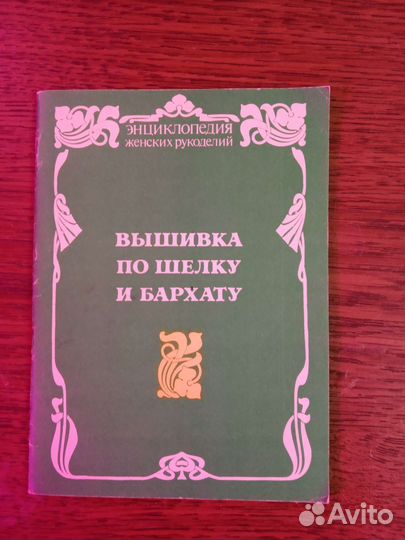 ЭНЦИКЛОПЕДИЯ
ЖЕНСКИХ РУКОДЕЛИЙ
ВЫШИВКА
ПО ШЕЛКУ
И БАРХАТУ
Avito